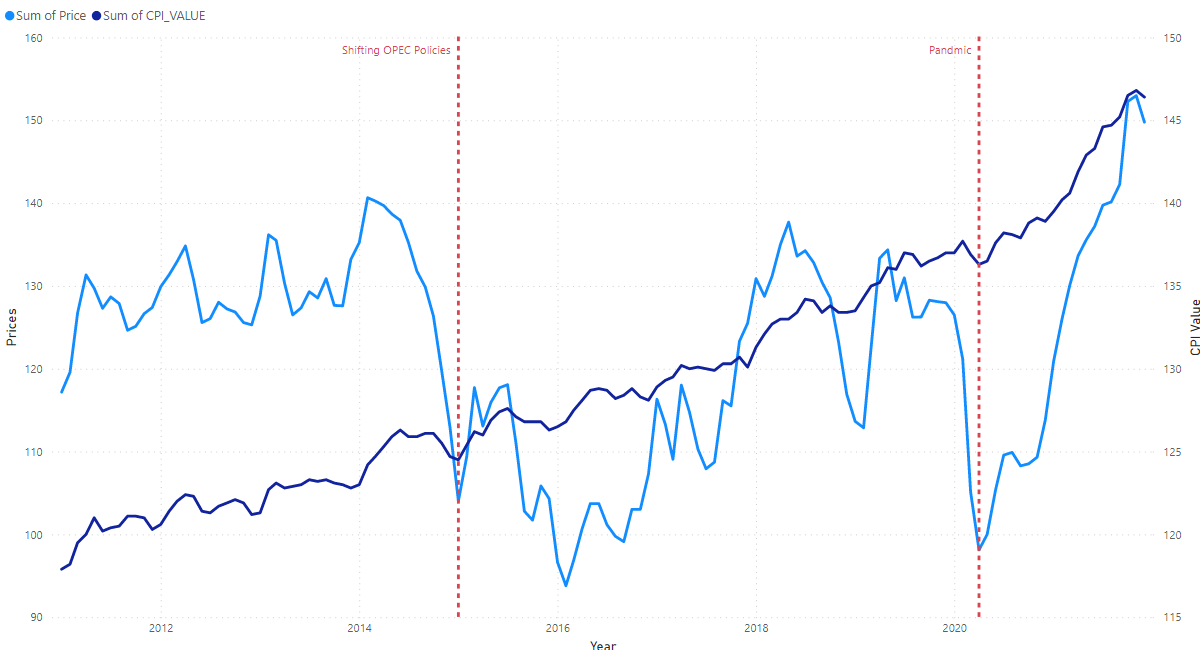 Sum of Price Sum of CPI_VALUE
160 150
Shifting OPEC Policies Pandmic
150 145
140 140
130 135
120 130
110 125
100 120
90 115
Prices
CPI Value
2012 2014 2016 2018 2020
Year